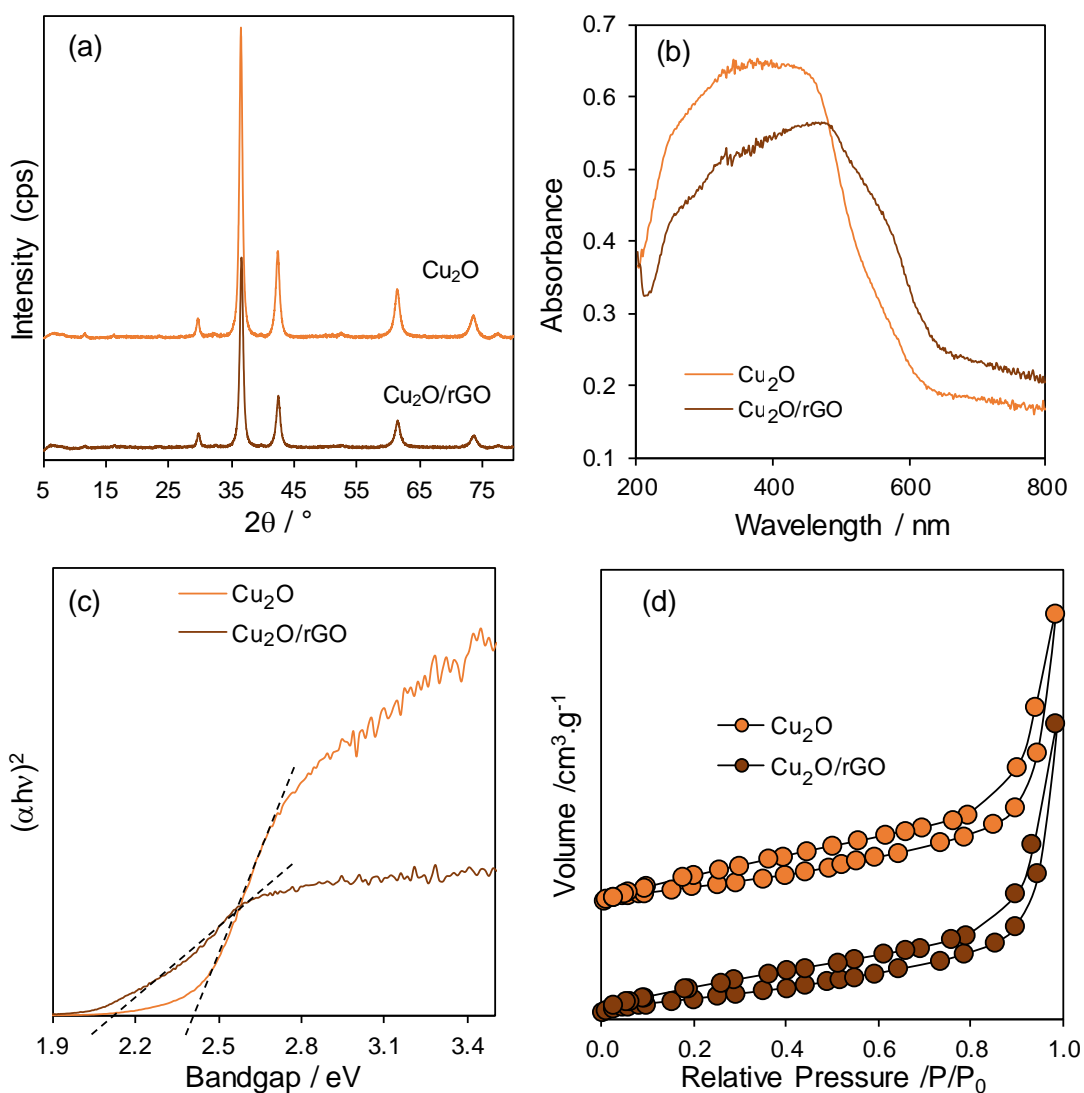 (a)
Intensity (cps)
Cu₂O
Cu₂O/rGO
5 15 25 35 45 55 65 75
2θ / °
(b)
0.7
0.6
0.5
0.4
0.3
0.2
0.1
Absorbance
Cu₂O
Cu₂O/rGO
200 400 600 800
Wavelength / nm
(c)
Cu₂O
Cu₂O/rGO
(αhν)²
1.9 2.2 2.5 2.8 3.1 3.4
Bandgap / eV
(d)
Cu₂O
Cu₂O/rGO
Volume /cm³.g⁻¹
0.0 0.2 0.4 0.6 0.8 1.0
Relative Pressure /P/P₀